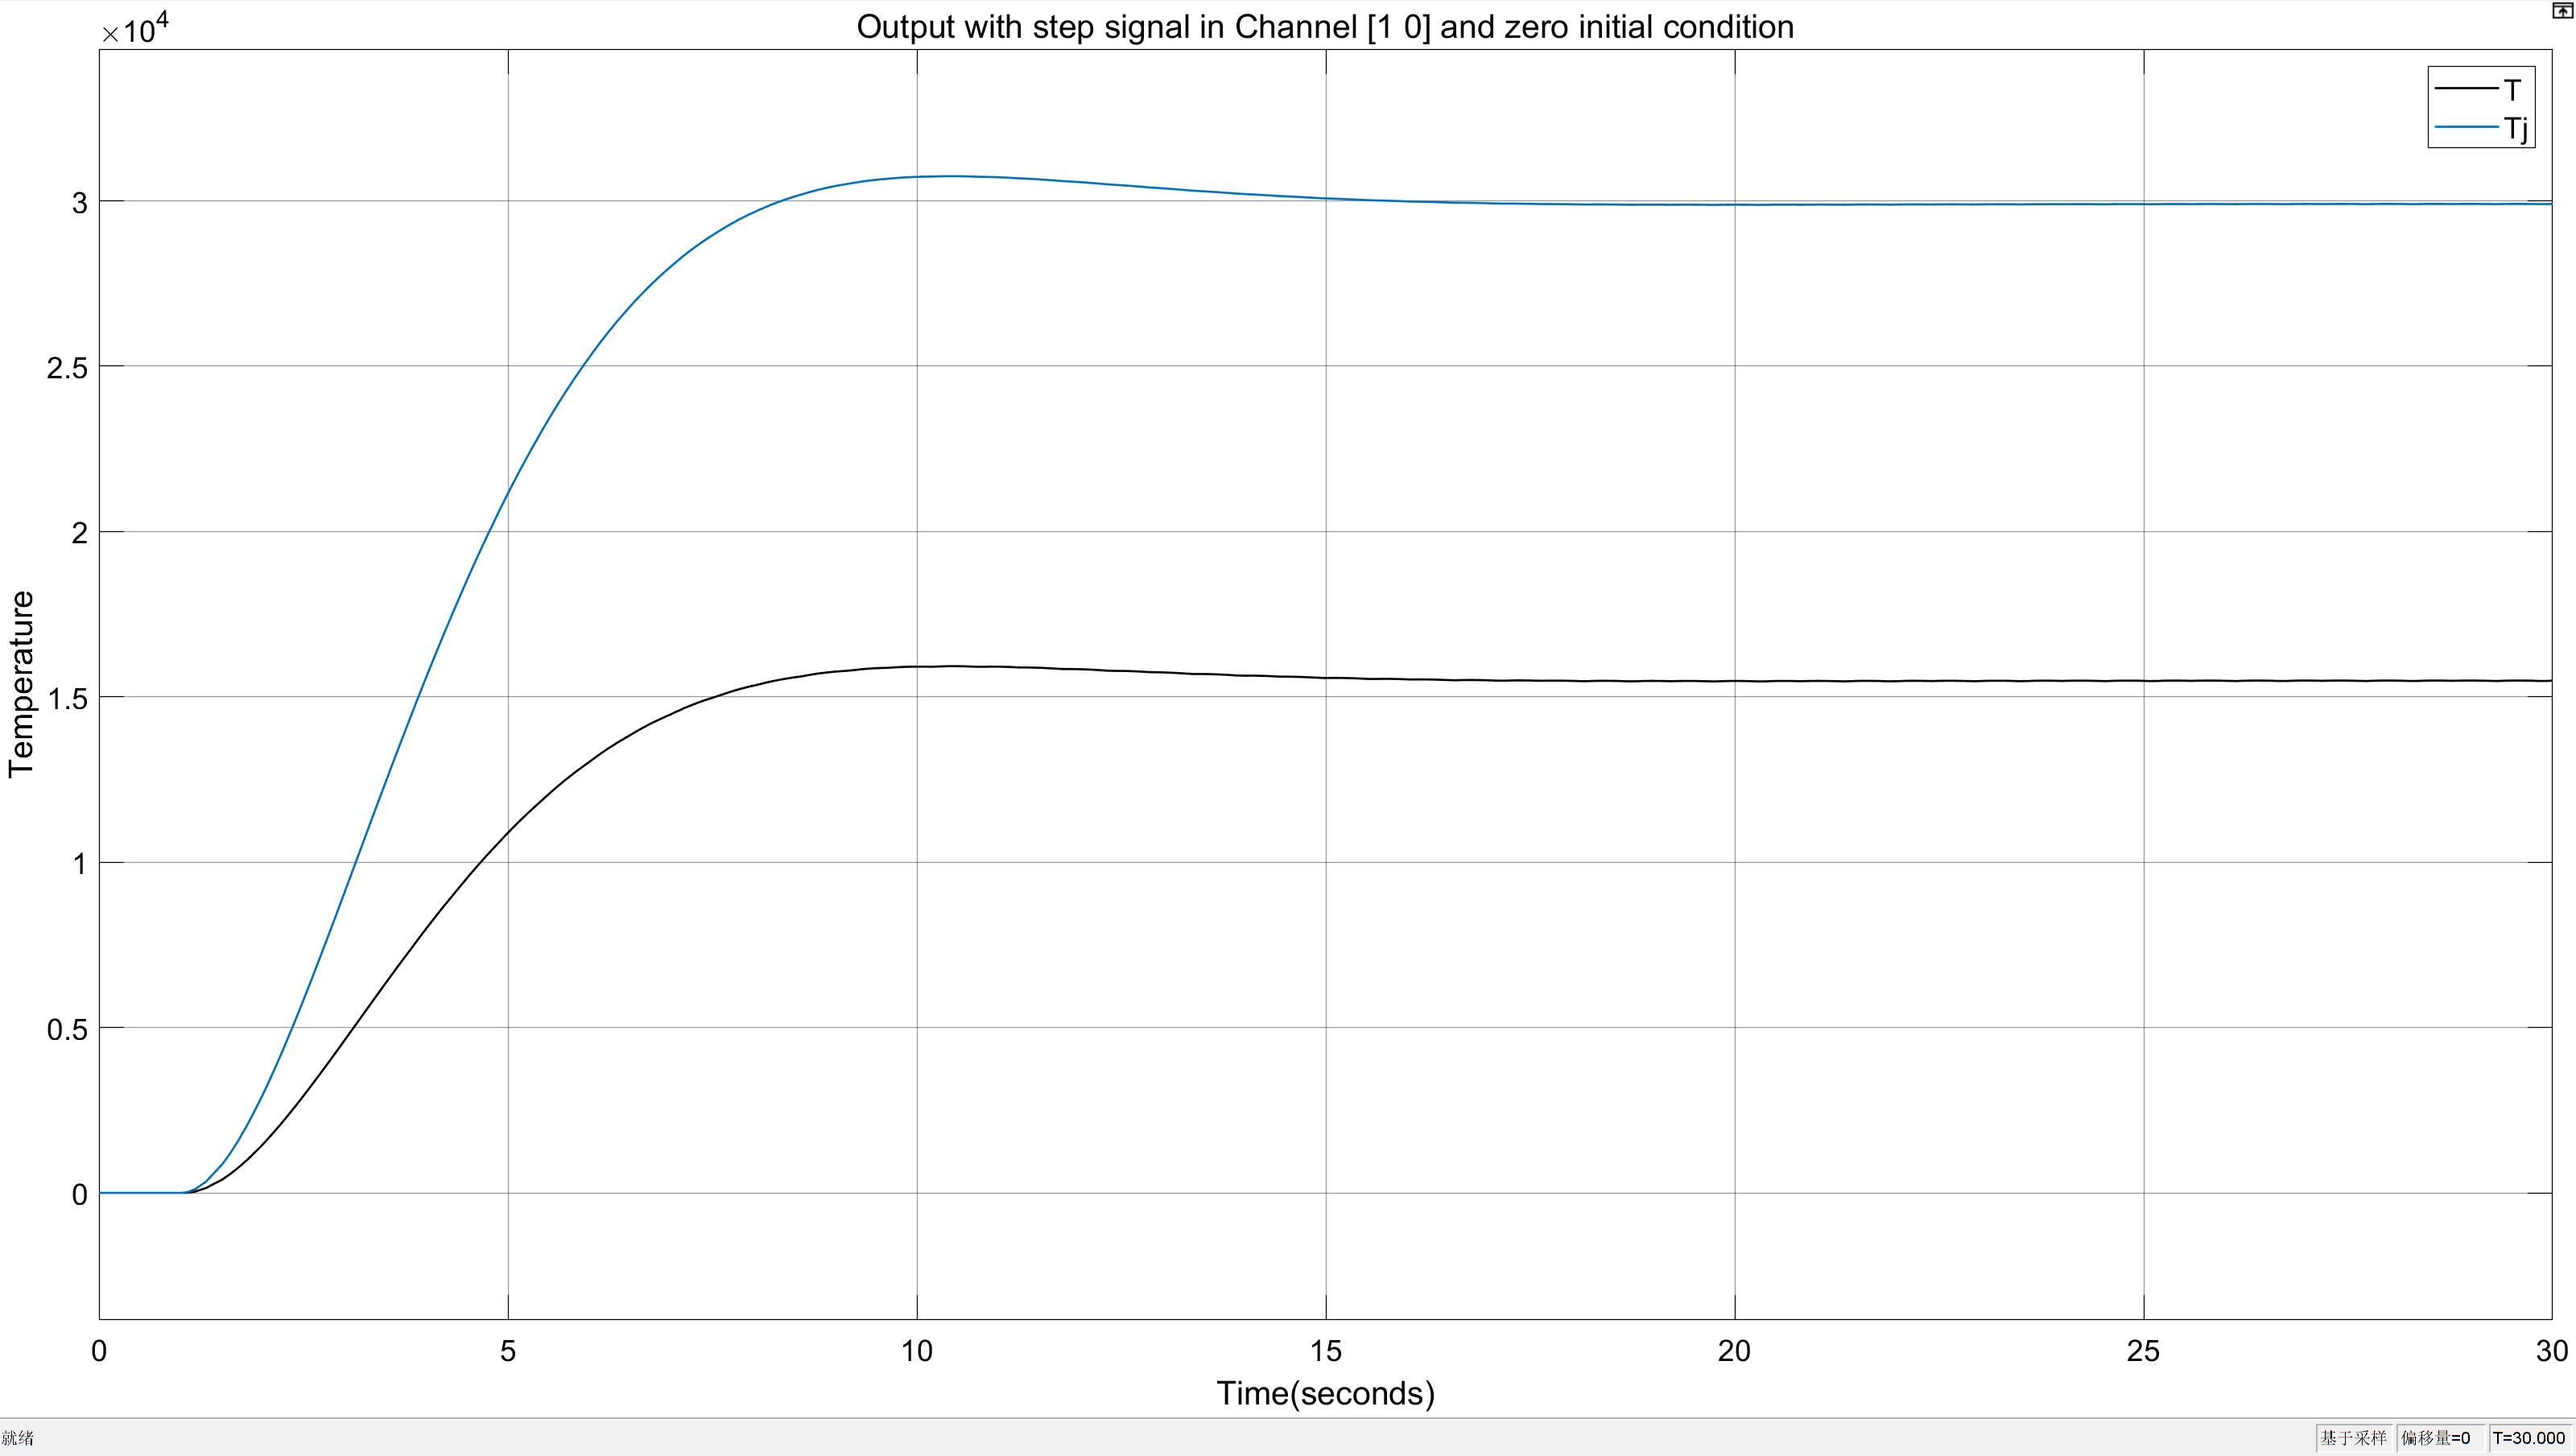 Output with step signal in Channel [1 0] and zero initial condition
×10⁴
T
Tj
3
2.5
2
1.5
1
0.5
0
Temperature
0 5 10 15 20 25 30
Time(seconds)
就绪 基于采样 偏移量=0 T=30.000